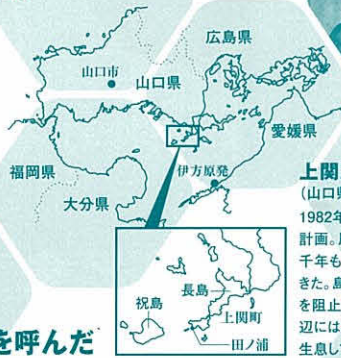 広島県
山口市
山口県
愛媛県
福岡県
伊方原発
大分県
長島
上関町
祝島
田ノ浦
上関
(山口県
1982年
計画。
千年も
きた。島
を阻止
辺には
生息し
を呼んだ